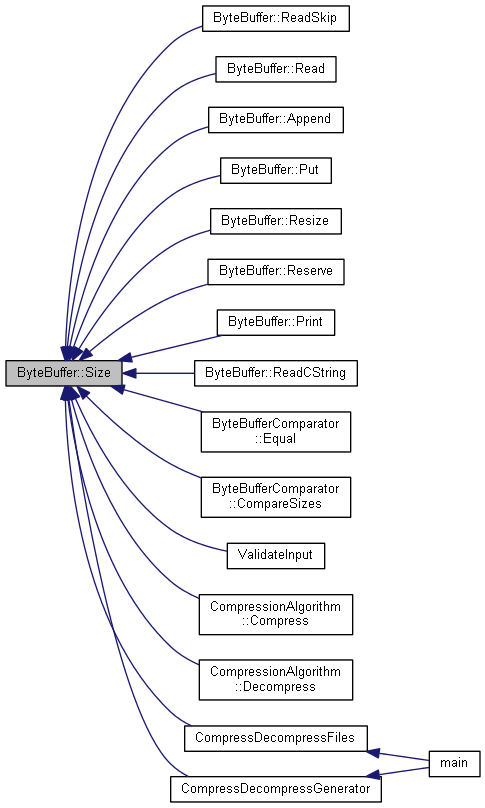 ByteBuffer::ReadSkip
ByteBuffer::Read
ByteBuffer::Append
ByteBuffer::Put
ByteBuffer::Resize
ByteBuffer::Reserve
ByteBuffer::Print
ByteBuffer::Size
ByteBuffer::ReadCString
ByteBufferComparator
::Equal
ByteBufferComparator
::CompareSizes
ValidateInput
CompressionAlgorithm
::Compress
CompressionAlgorithm
::Decompress
CompressDecompressFiles
main
CompressDecompressGenerator